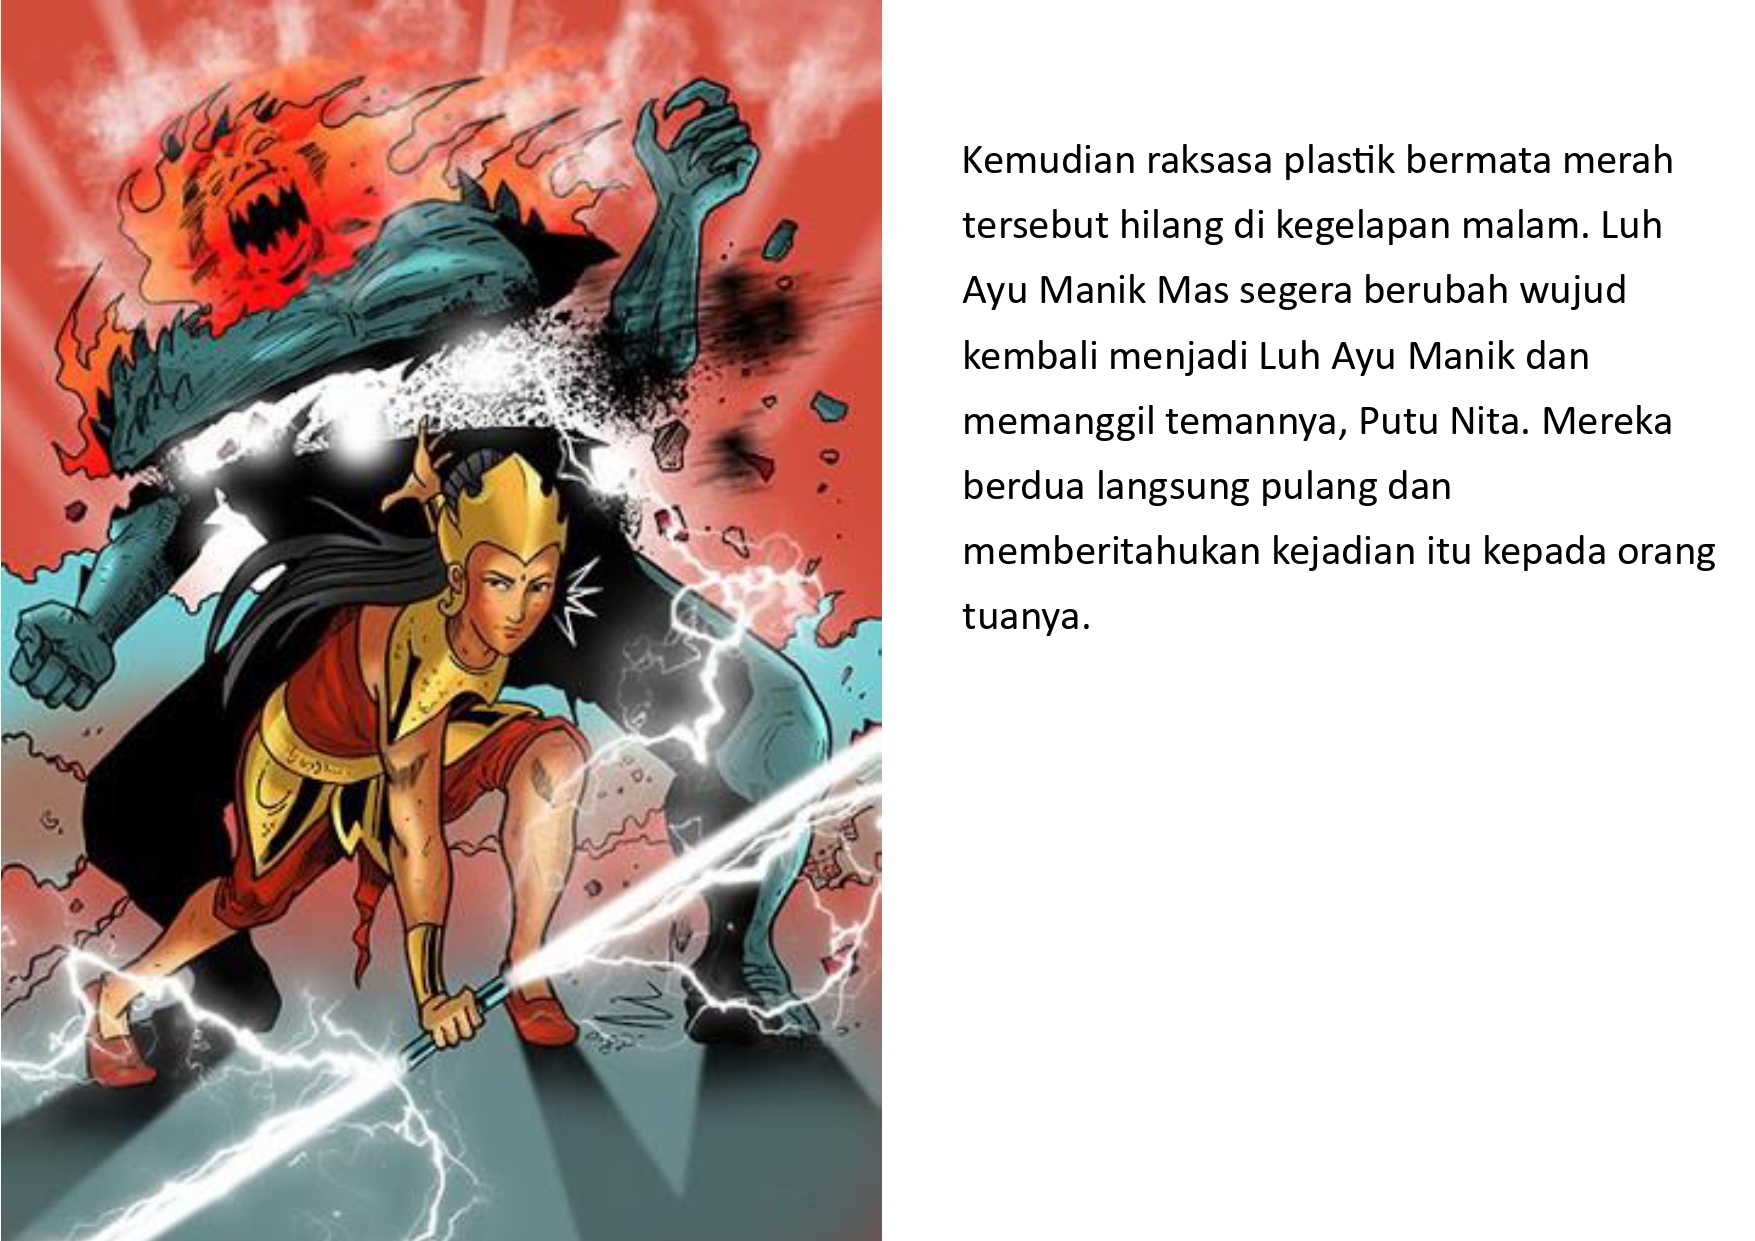 Kemudian raksasa plastik bermata merah
tersebut hilang di kegelapan malam. Luh
Ayu Manik Mas segera berubah wujud
kembali menjadi Luh Ayu Manik dan
memanggil temannya, Putu Nita. Mereka
berdua langsung pulang dan
memberitahukan kejadian itu kepada orang
tuanya.